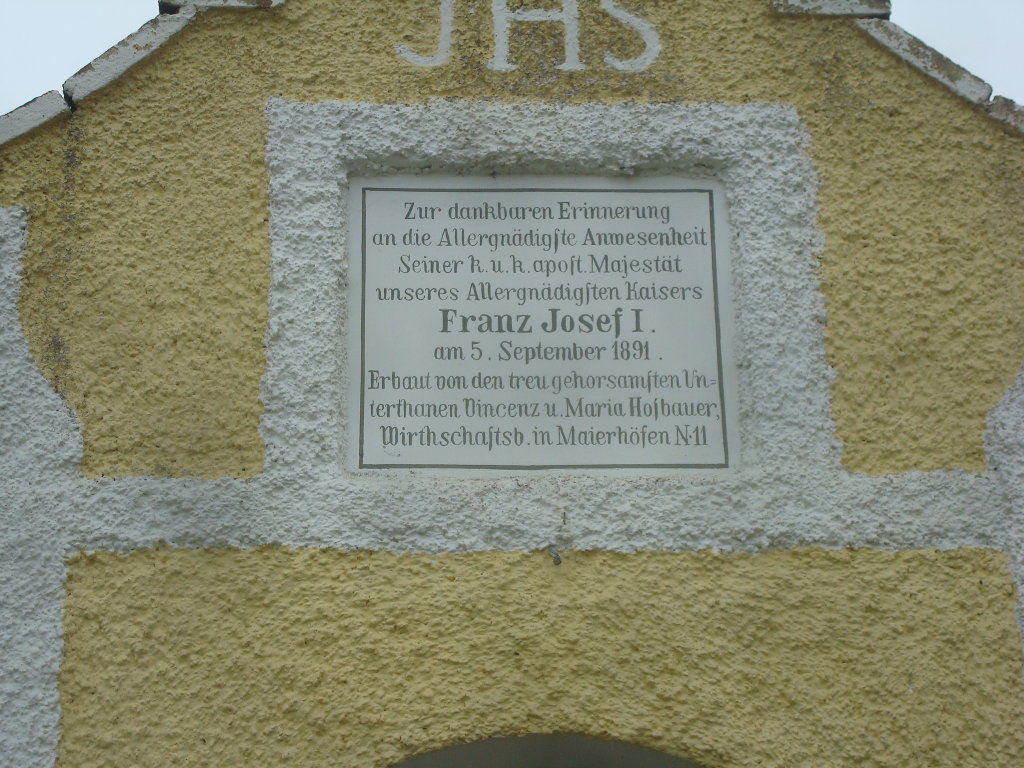 JHS
Zur dankbaren Erinnerung
an die Allergnädigſte Anwesenheit
Seiner k. u. k. apoſt. Majestät
unseres Allergnädigſten Kaisers
Franz Josef I.
am 5. September 1891.
Erbaut von den treu gehorsamſten Un=
terthanen Vincenz u. Maria Hofbauer,
Wirthschaftsb. in Maierhöfen N⸗11